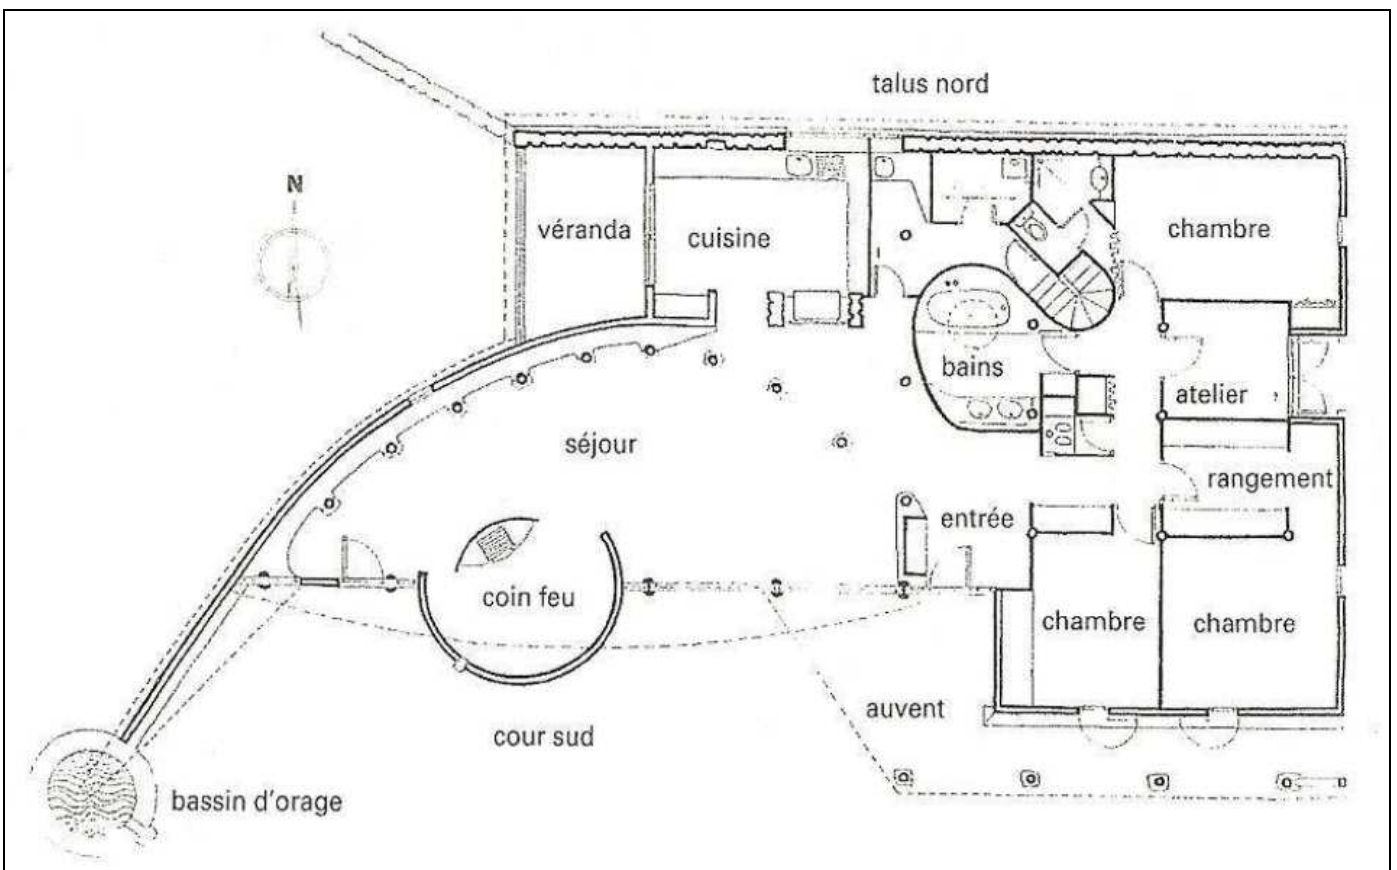 talus nord
N
véranda
cuisine
chambre
bains
atelier
séjour
rangement
entrée
coin feu
chambre
chambre
auvent
cour sud
bassin d'orage